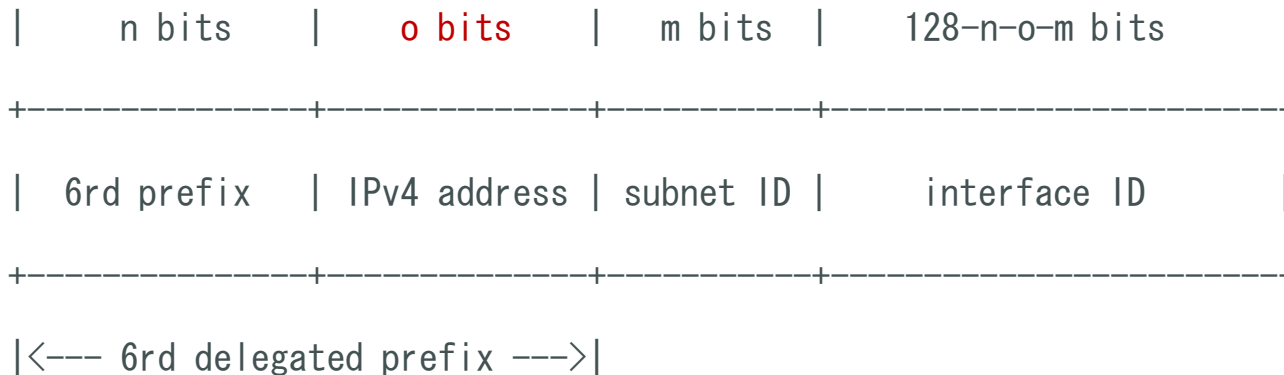 |     n bits    |    o bits    |  m bits  |    128-n-o-m bits
+---------------+--------------+----------+-------------------------
|  6rd prefix   | IPv4 address | subnet ID |     interface ID       |
+---------------+--------------+----------+-------------------------
|<--- 6rd delegated prefix --->|